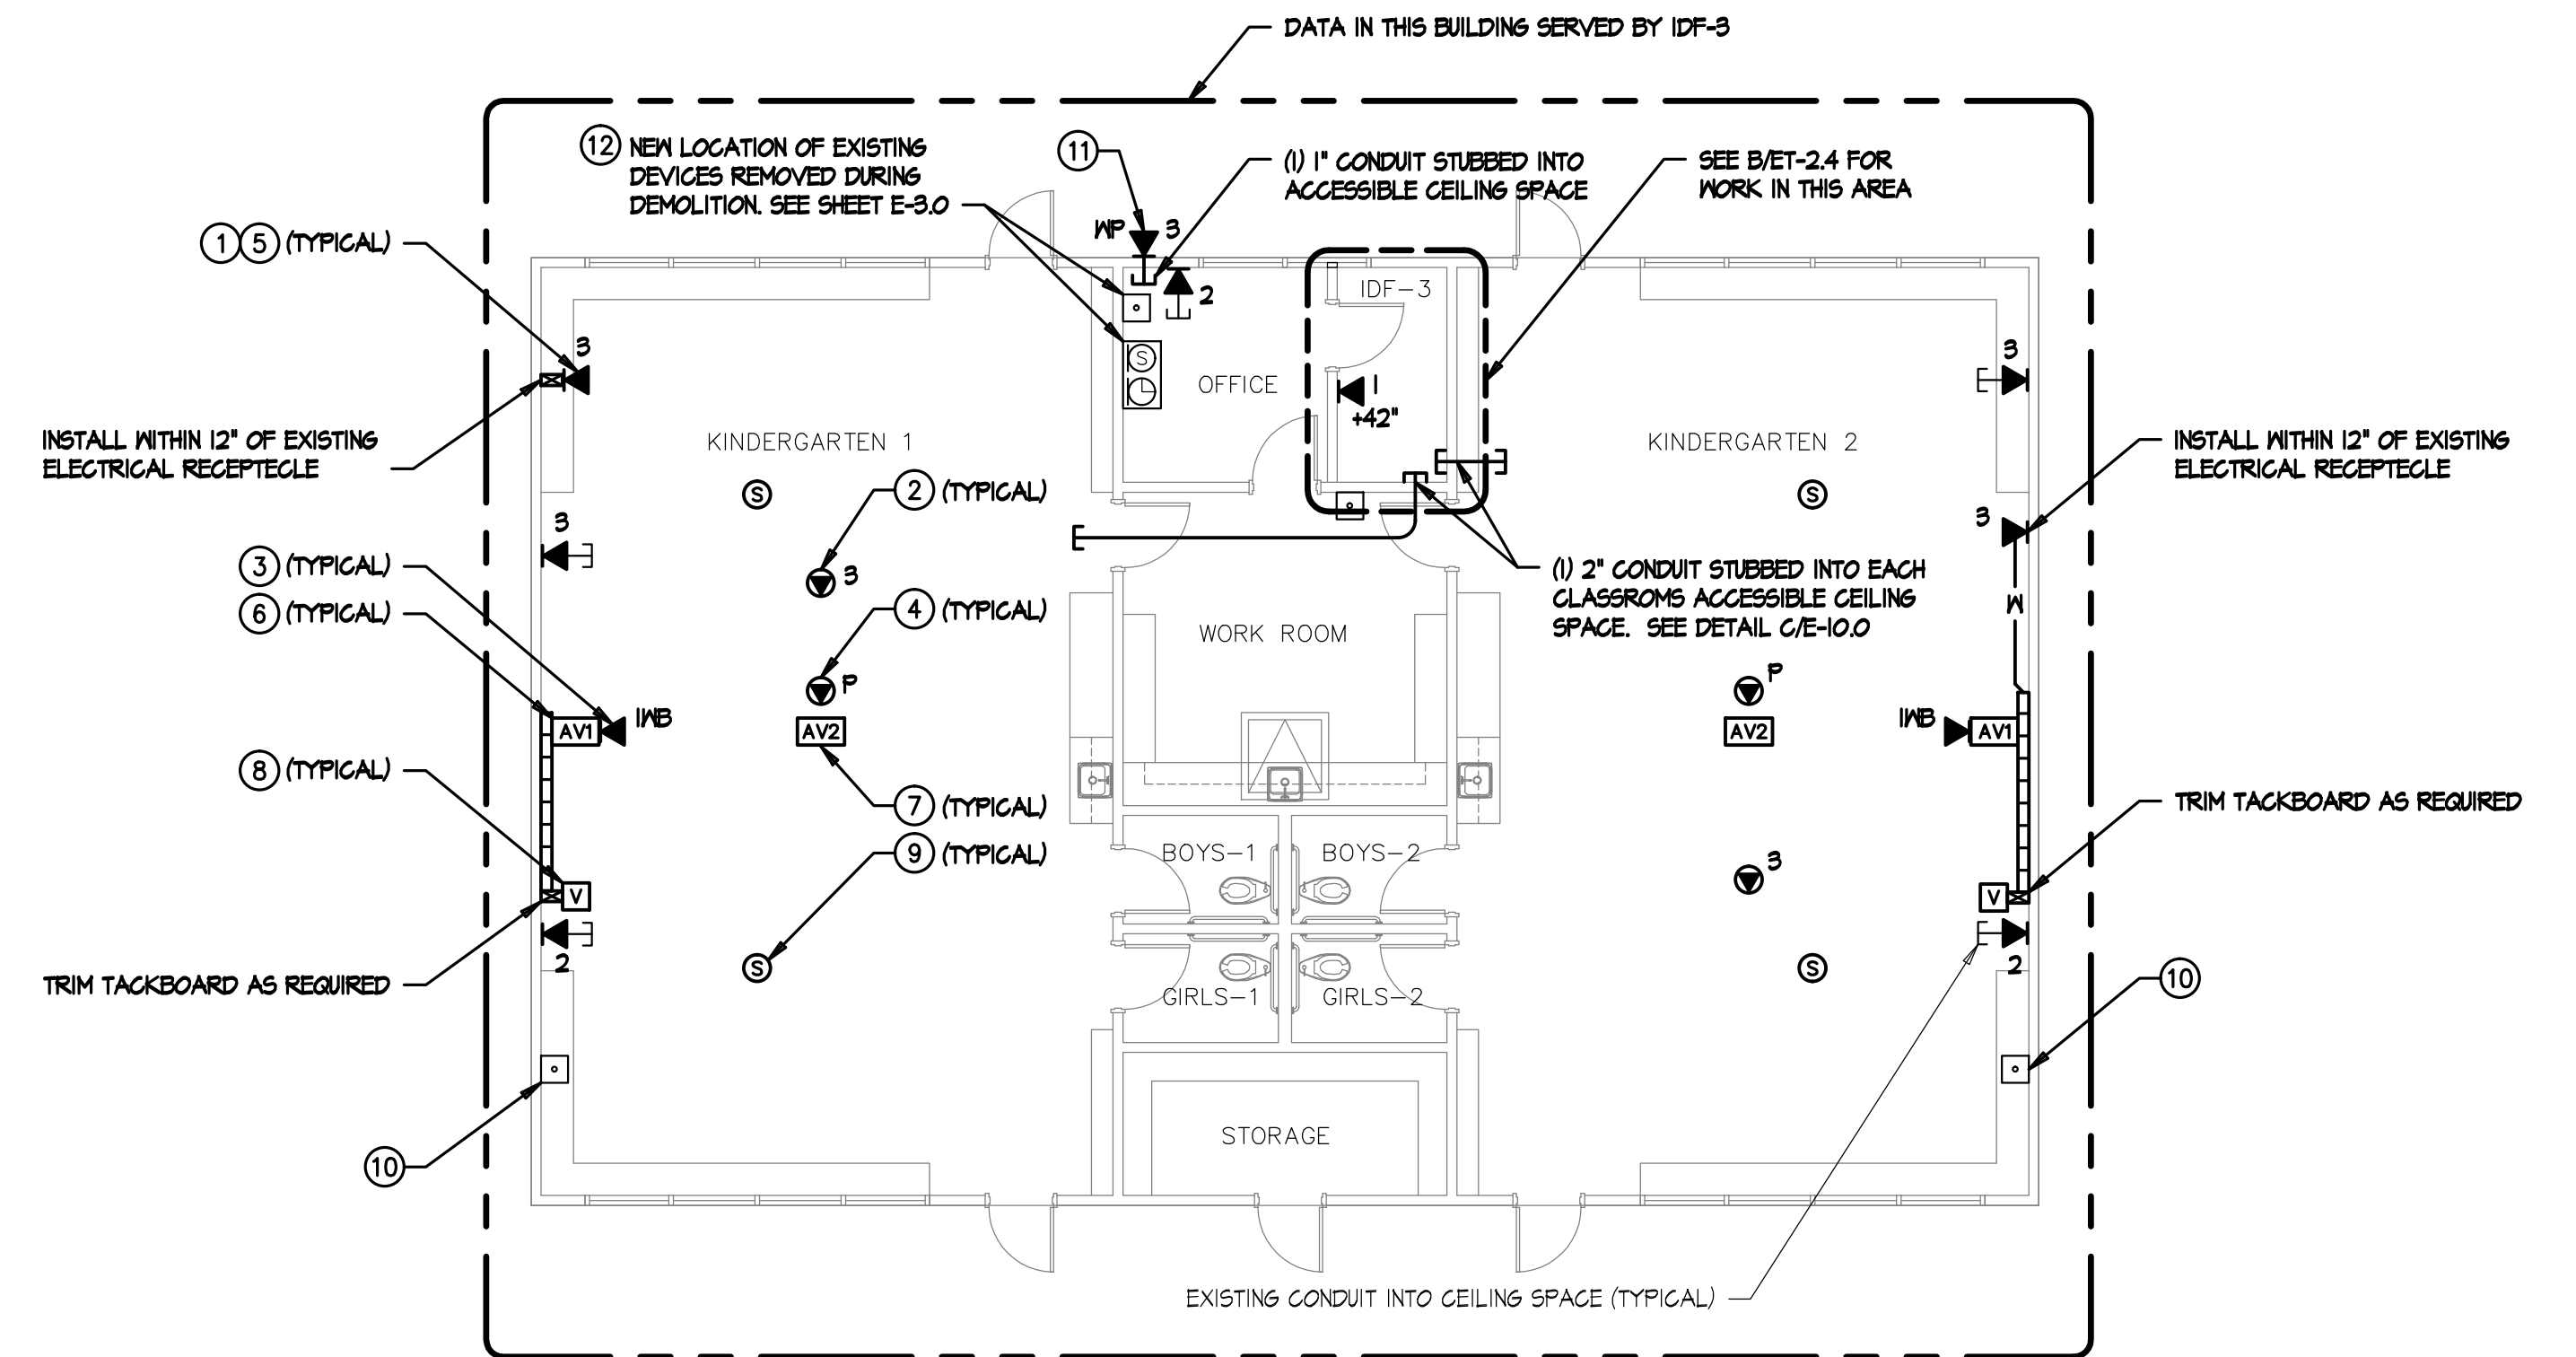 DATA IN THIS BUILDING SERVED BY IDF-3
12 NEW LOCATION OF EXISTING
DEVICES REMOVED DURING
DEMOLITION. SEE SHEET E-3.0
11
(1) 1" CONDUIT STUBBED INTO
ACCESSIBLE CEILING SPACE
SEE B/ET-2.4 FOR
WORK IN THIS AREA
1 5 (TYPICAL)
WP 3
2
IDF-3
3
3
S
OFFICE
1
+42"
INSTALL WITHIN 12" OF EXISTING
ELECTRICAL RECEPTECLE
KINDERGARTEN 1
KINDERGARTEN 2
INSTALL WITHIN 12" OF EXISTING
ELECTRICAL RECEPTECLE
S
2 (TYPICAL)
S
3
3
3 (TYPICAL)
3
(1) 2" CONDUIT STUBBED INTO EACH
CLASSROMS ACCESSIBLE CEILING
SPACE. SEE DETAIL C/E-10.0
W
6 (TYPICAL)
4 (TYPICAL)
WORK ROOM
P
P
AV1 IWB
AV2
AV2
IWB AV1
8 (TYPICAL)
7 (TYPICAL)
TRIM TACKBOARD AS REQUIRED
9 (TYPICAL)
BOYS-1
BOYS-2
3
V
V
2
2
S
S
TRIM TACKBOARD AS REQUIRED
GIRLS-1
GIRLS-2
10
10
STORAGE
EXISTING CONDUIT INTO CEILING SPACE (TYPICAL)